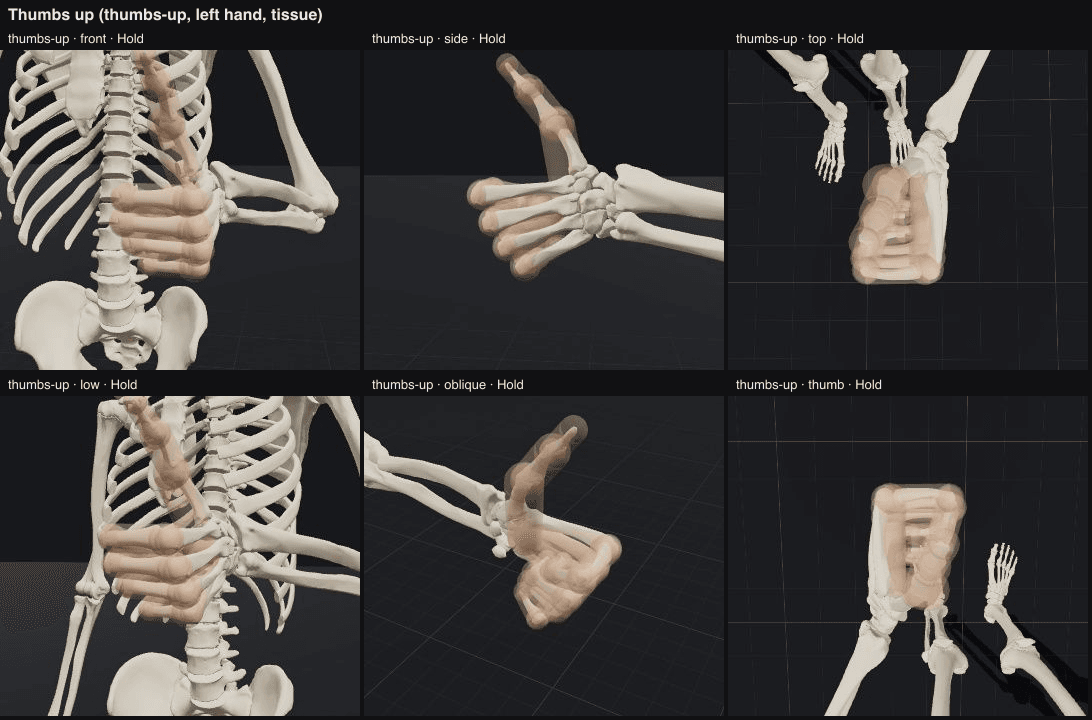 Thumbs up (thumbs-up, left hand, tissue)
thumbs-up · front · Hold
thumbs-up · side · Hold
thumbs-up · top · Hold
thumbs-up · low · Hold
thumbs-up · oblique · Hold
thumbs-up · thumb · Hold